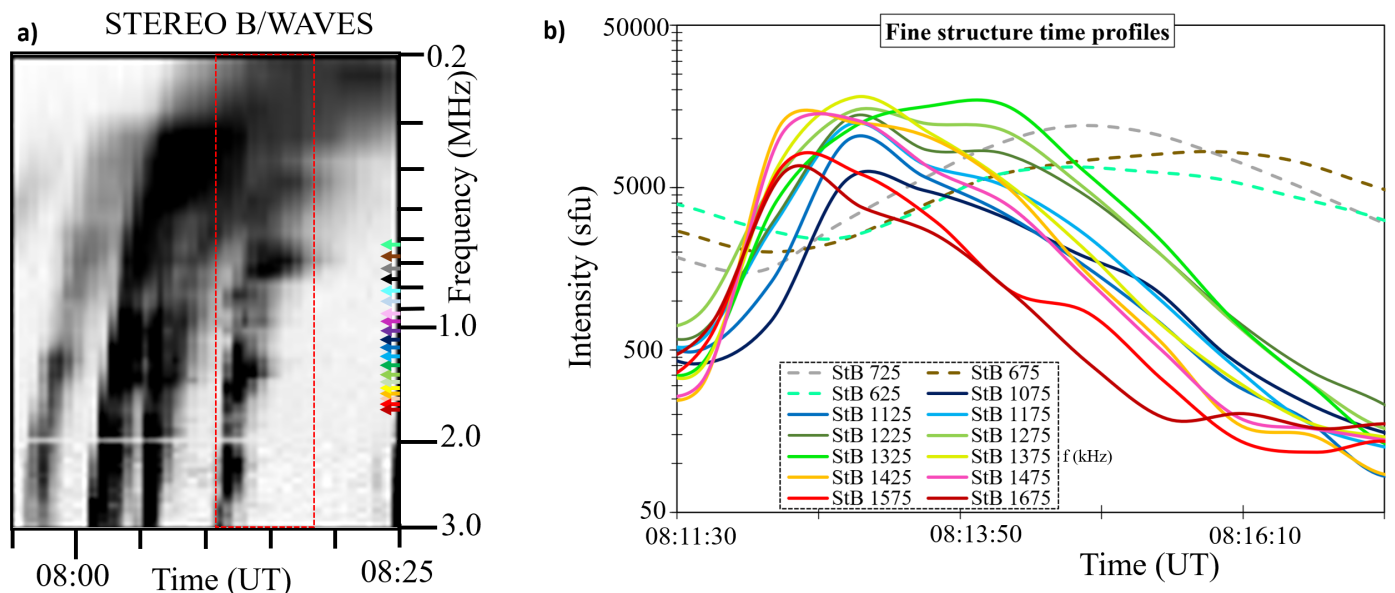 a)
STEREO B/WAVES
0.2
1.0
2.0
3.0
Frequency (MHz)
08:00
Time (UT)
08:25
b)
Fine structure time profiles
50000
5000
500
50
Intensity (sfu)
StB 725 StB 675
StB 625 StB 1075
StB 1125 StB 1175
StB 1225 StB 1275
StB 1325 StB 1375 f (kHz)
StB 1425 StB 1475
StB 1575 StB 1675
08:11:30 08:13:50 08:16:10
Time (UT)